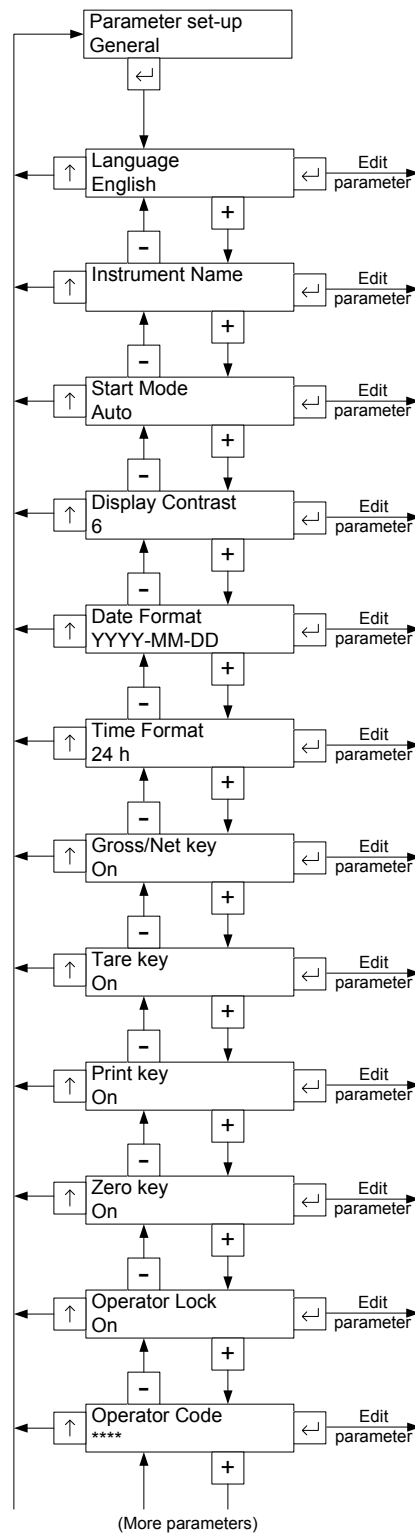 Parameter set-up
General
↵
Language
English
↑
↵
Edit
parameter
-
+
Instrument Name
↑
↵
Edit
parameter
-
+
Start Mode
Auto
↑
↵
Edit
parameter
-
+
Display Contrast
6
↑
↵
Edit
parameter
-
+
Date Format
YYYY-MM-DD
↑
↵
Edit
parameter
-
+
Time Format
24 h
↑
↵
Edit
parameter
-
+
Gross/Net key
On
↑
↵
Edit
parameter
-
+
Tare key
On
↑
↵
Edit
parameter
-
+
Print key
On
↑
↵
Edit
parameter
-
+
Zero key
On
↑
↵
Edit
parameter
-
+
Operator Lock
On
↑
↵
Edit
parameter
-
+
Operator Code
****
↑
↵
Edit
parameter
+
(More parameters)